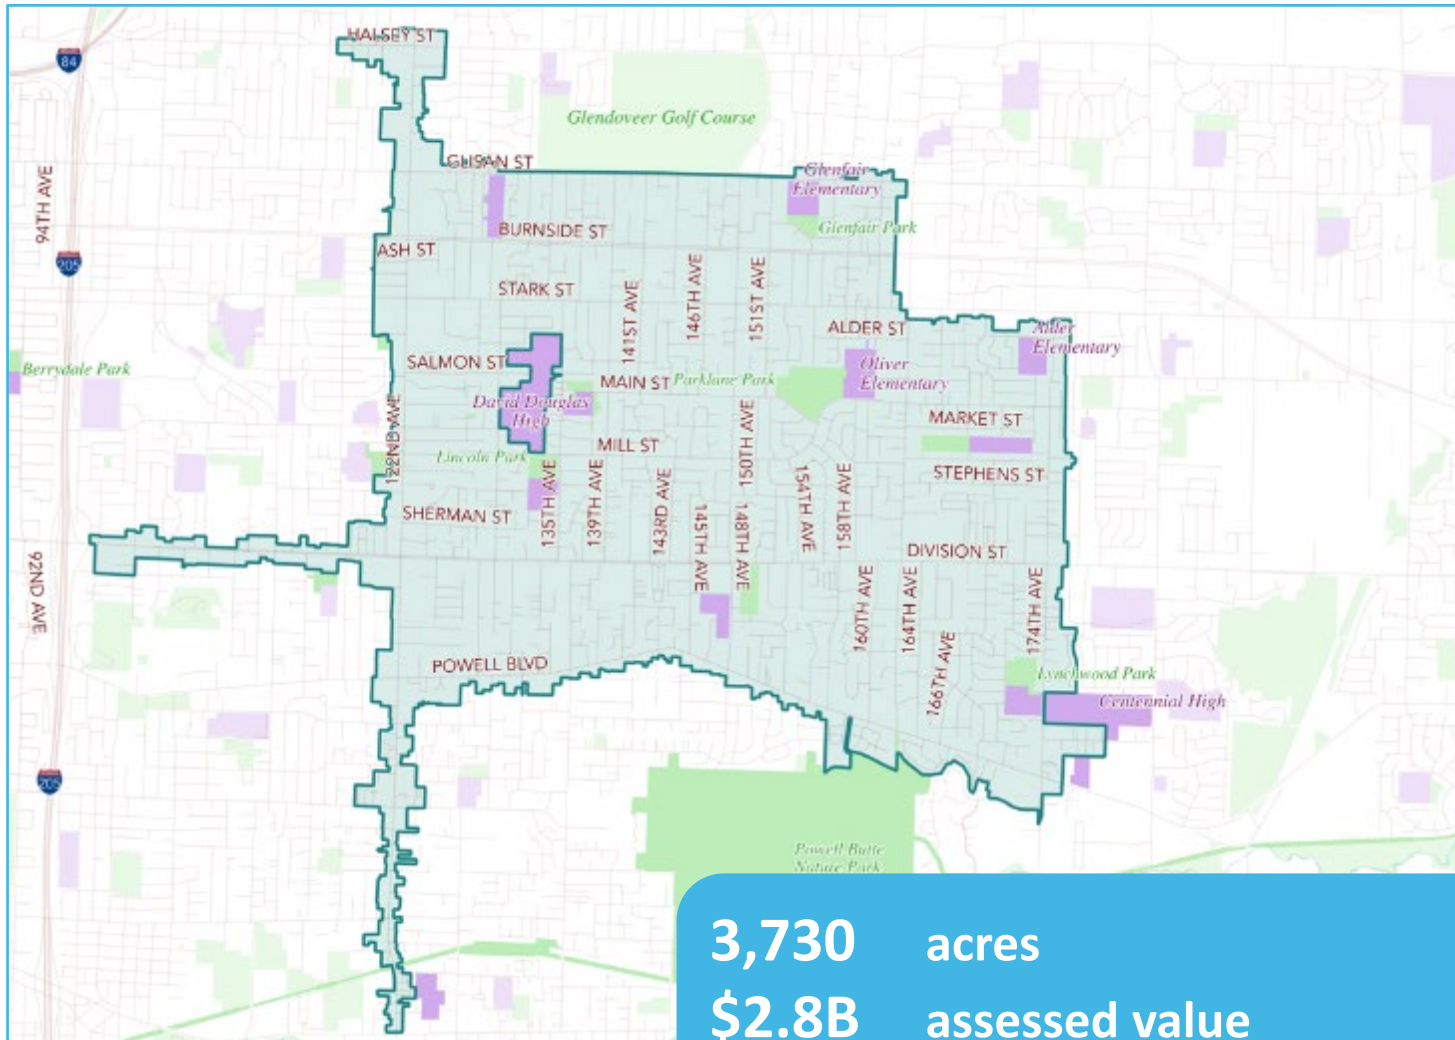 HALSEY ST
84
Glendoveer Golf Course
GLISAN ST
Glenfair
Elementary
94TH AVE
Glenfair Park
BURNSIDE ST
ASH ST
205
STARK ST
141ST AVE
146TH AVE
151ST AVE
ALDER ST
Alder
Elementary
SALMON ST
Oliver
Elementary
Berrydale Park
MAIN ST
Parklane Park
David Douglas
High
122ND AVE
MARKET ST
MILL ST
150TH AVE
Lincoln Park
STEPHENS ST
135TH AVE
139TH AVE
143RD AVE
145TH AVE
148TH AVE
154TH AVE
158TH AVE
SHERMAN ST
DIVISION ST
92ND AVE
160TH AVE
164TH AVE
166TH AVE
174TH AVE
POWELL BLVD
Lynchwood Park
Centennial High
205
Powell Butte
Nature Park
3,730 acres
$2.8B assessed value